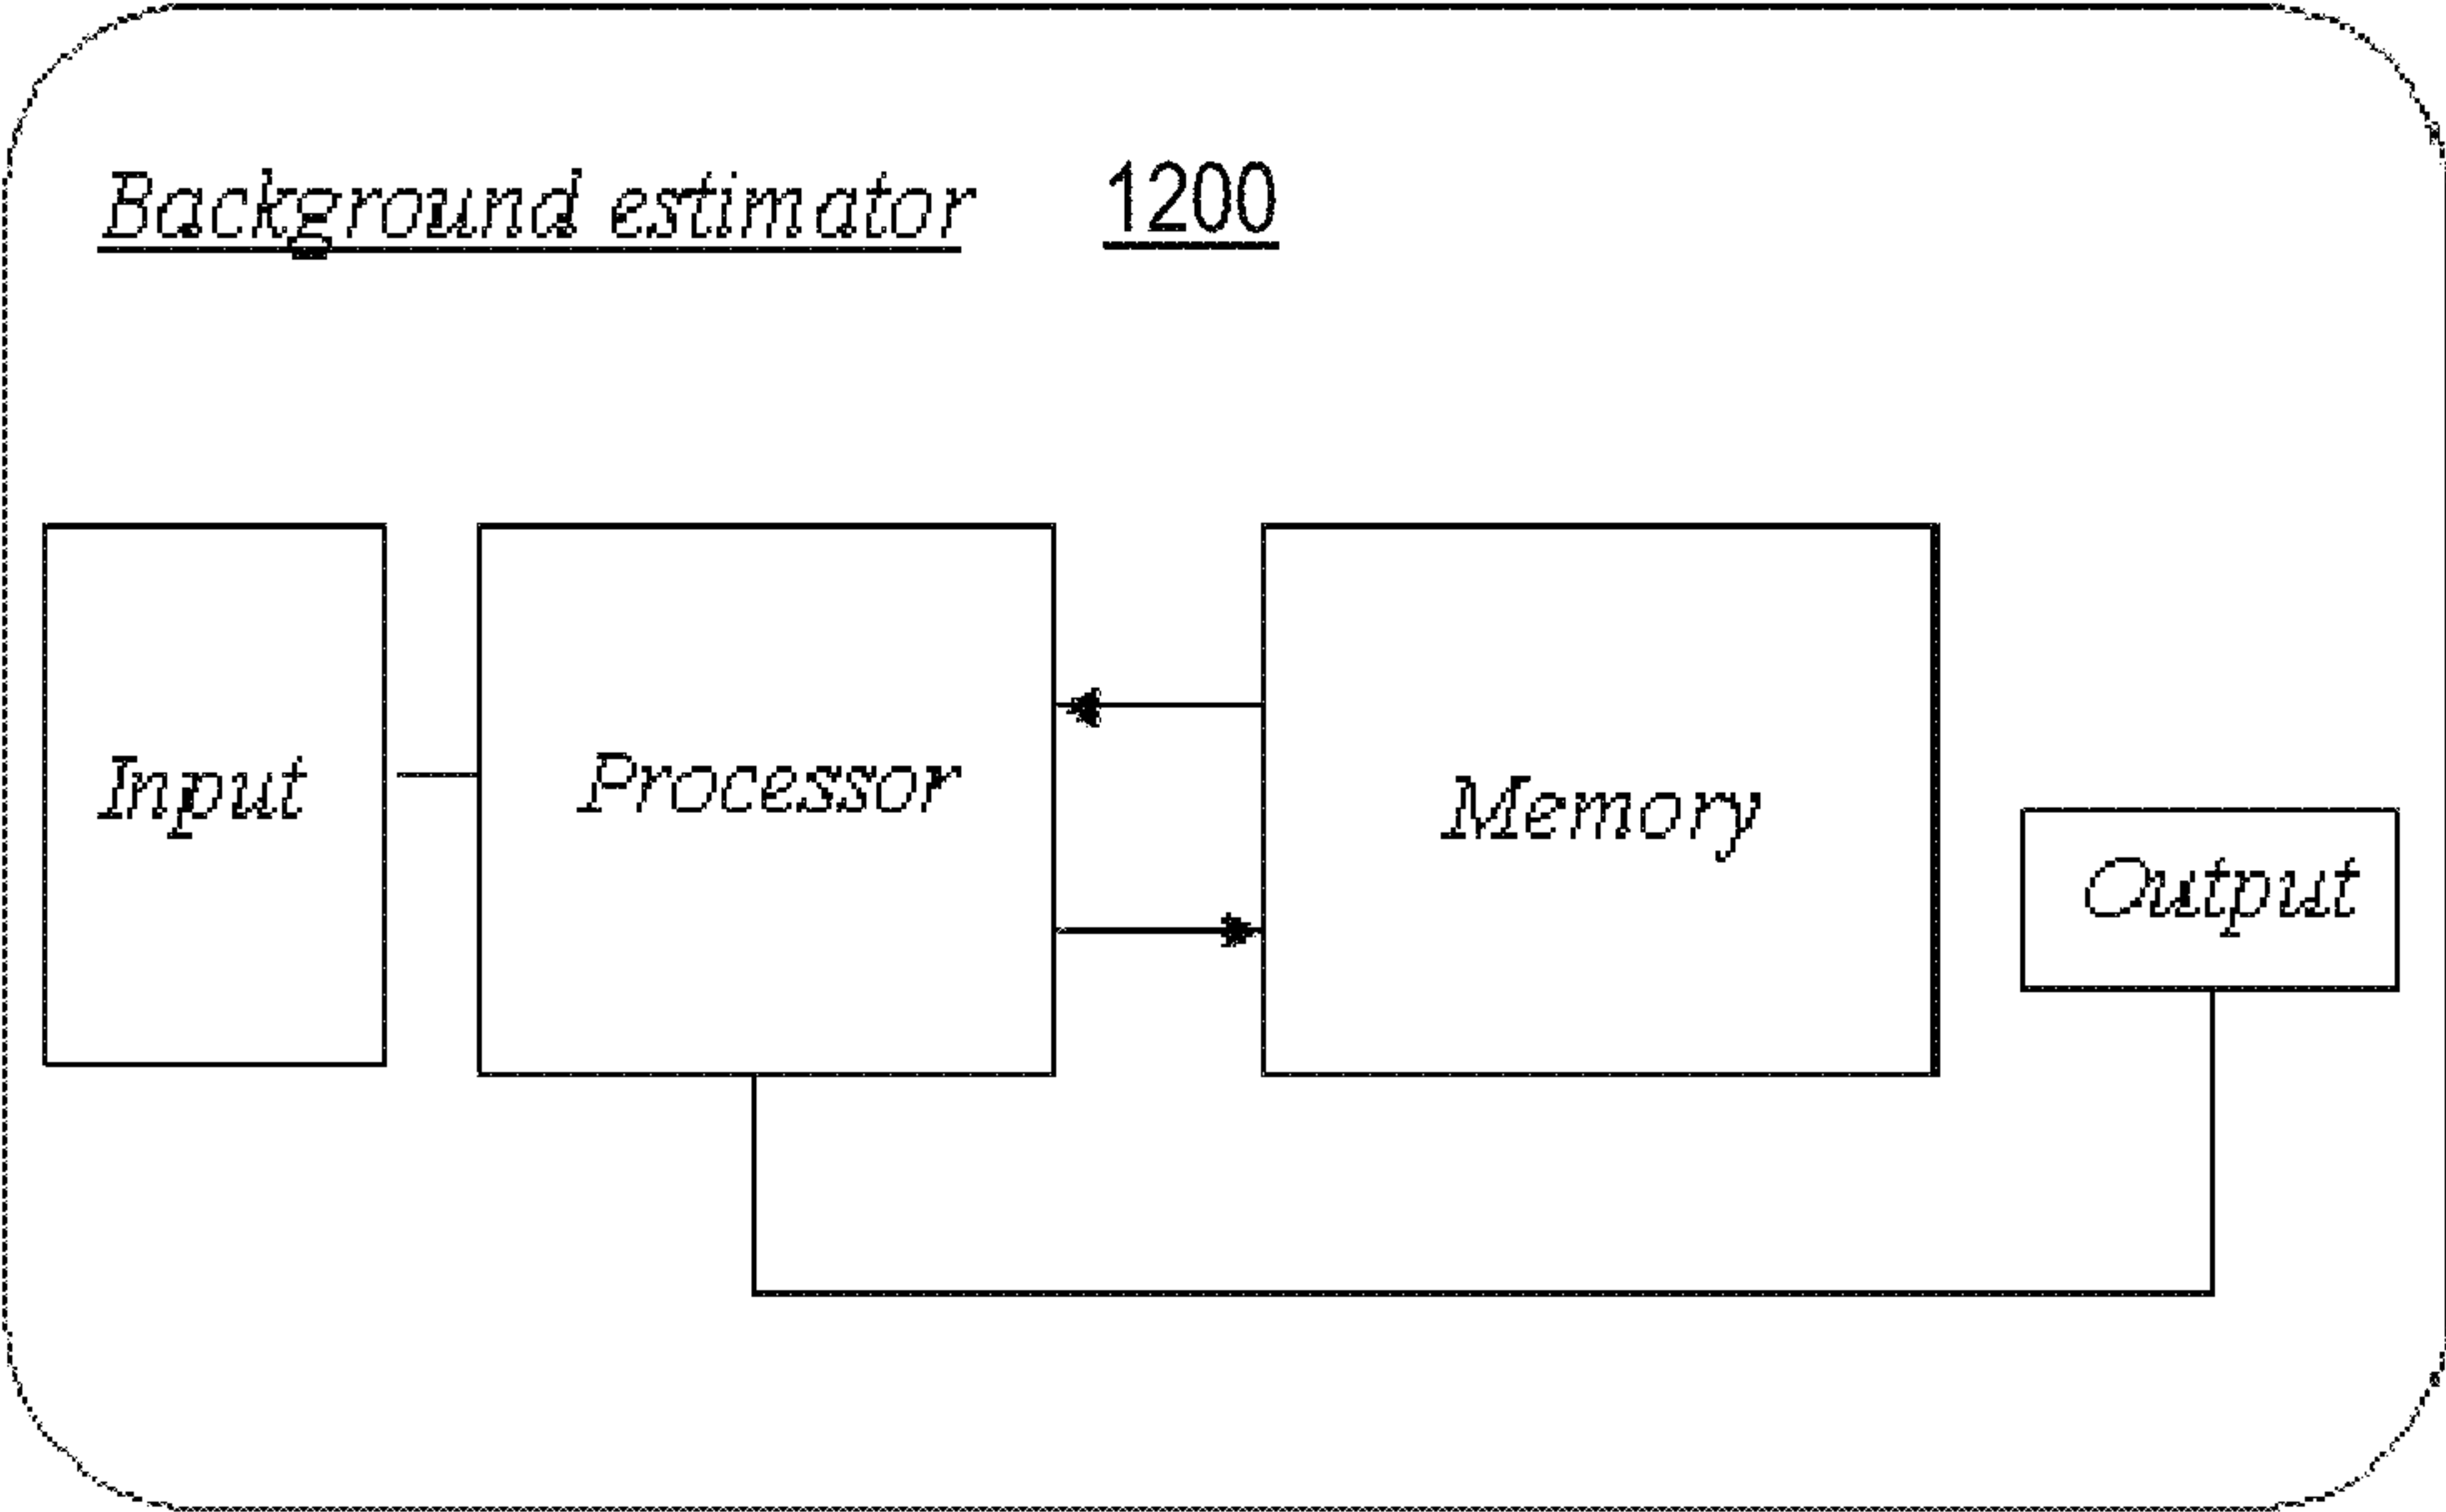 Background estimator 1200
Input
Processor
Memory
Output